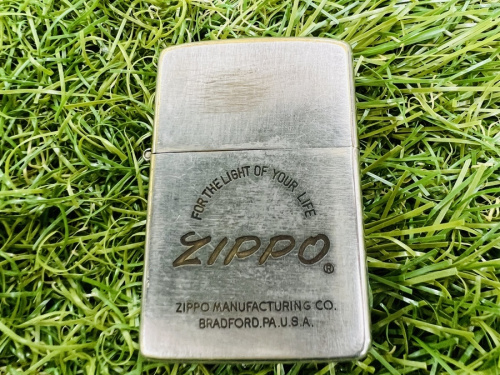 FOR THE LIGHT OF YOUR LIFE
ZIPPO®
ZIPPO MANUFACTURING CO.
BRADFORD,PA.U.S.A.